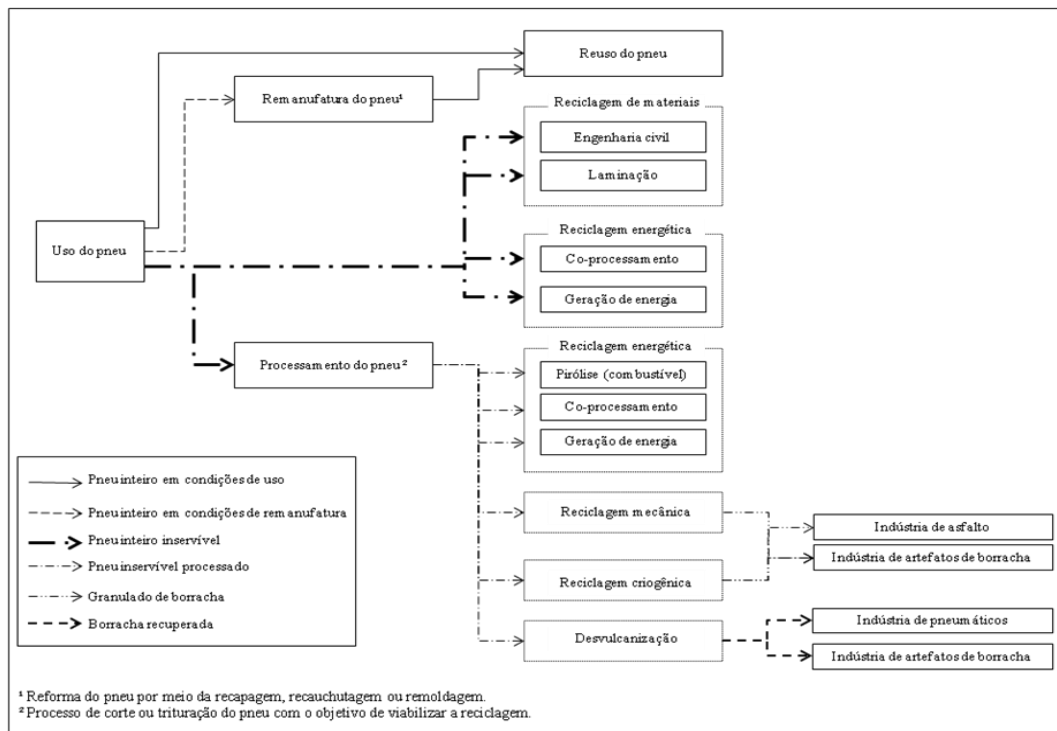 Reuso do pneu
Remanufatura do pneu¹
Reciclagem de materiais
Engenharia civil
Laminação
Uso do pneu
Reciclagem energética
Co-processamento
Geração de energia
Processamento do pneu²
Reciclagem energética
Pirólise (combustível)
Co-processamento
Geração de energia
Pneu inteiro em condições de uso
Pneu inteiro em condições de remanufatura
Pneu inteiro inservível
Pneu inservível processado
Granulado de borracha
Borracha recuperada
Reciclagem mecânica
Reciclagem criogênica
Desvulcanização
Indústria de asfalto
Indústria de artefatos de borracha
Indústria de pneumáticos
Indústria de artefatos de borracha
¹ Reforma do pneu por meio da recapagem, recauchutagem ou remoldagem.
² Processo de corte ou trituração do pneu com o objetivo de viabilizar a reciclagem.